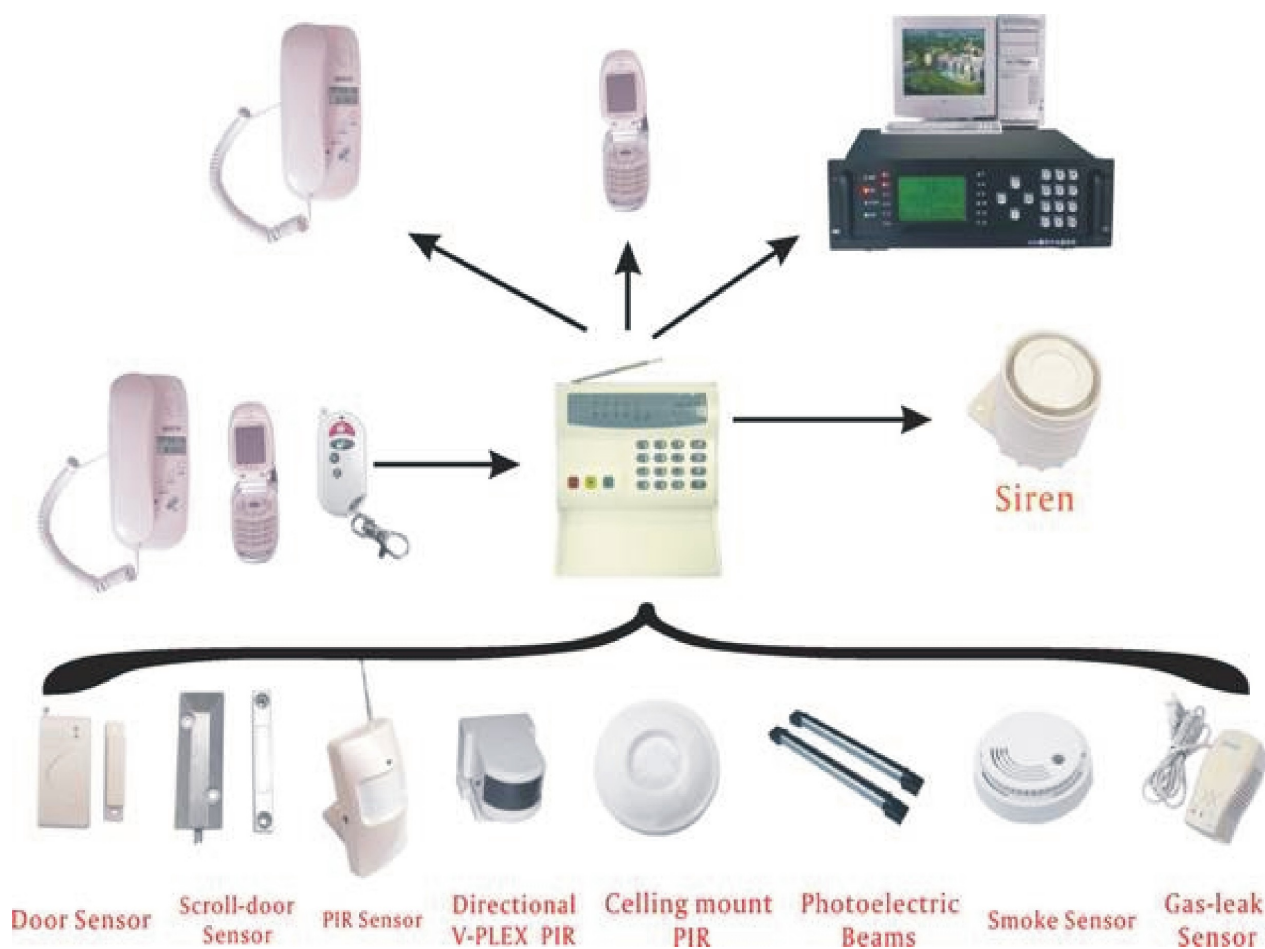 Siren
Door Sensor
Scroll-door
Sensor
PIR Sensor
Directional
V-PLEX PIR
Celling mount
PIR
Photoelectric
Beams
Smoke Sensor
Gas-leak
Sensor